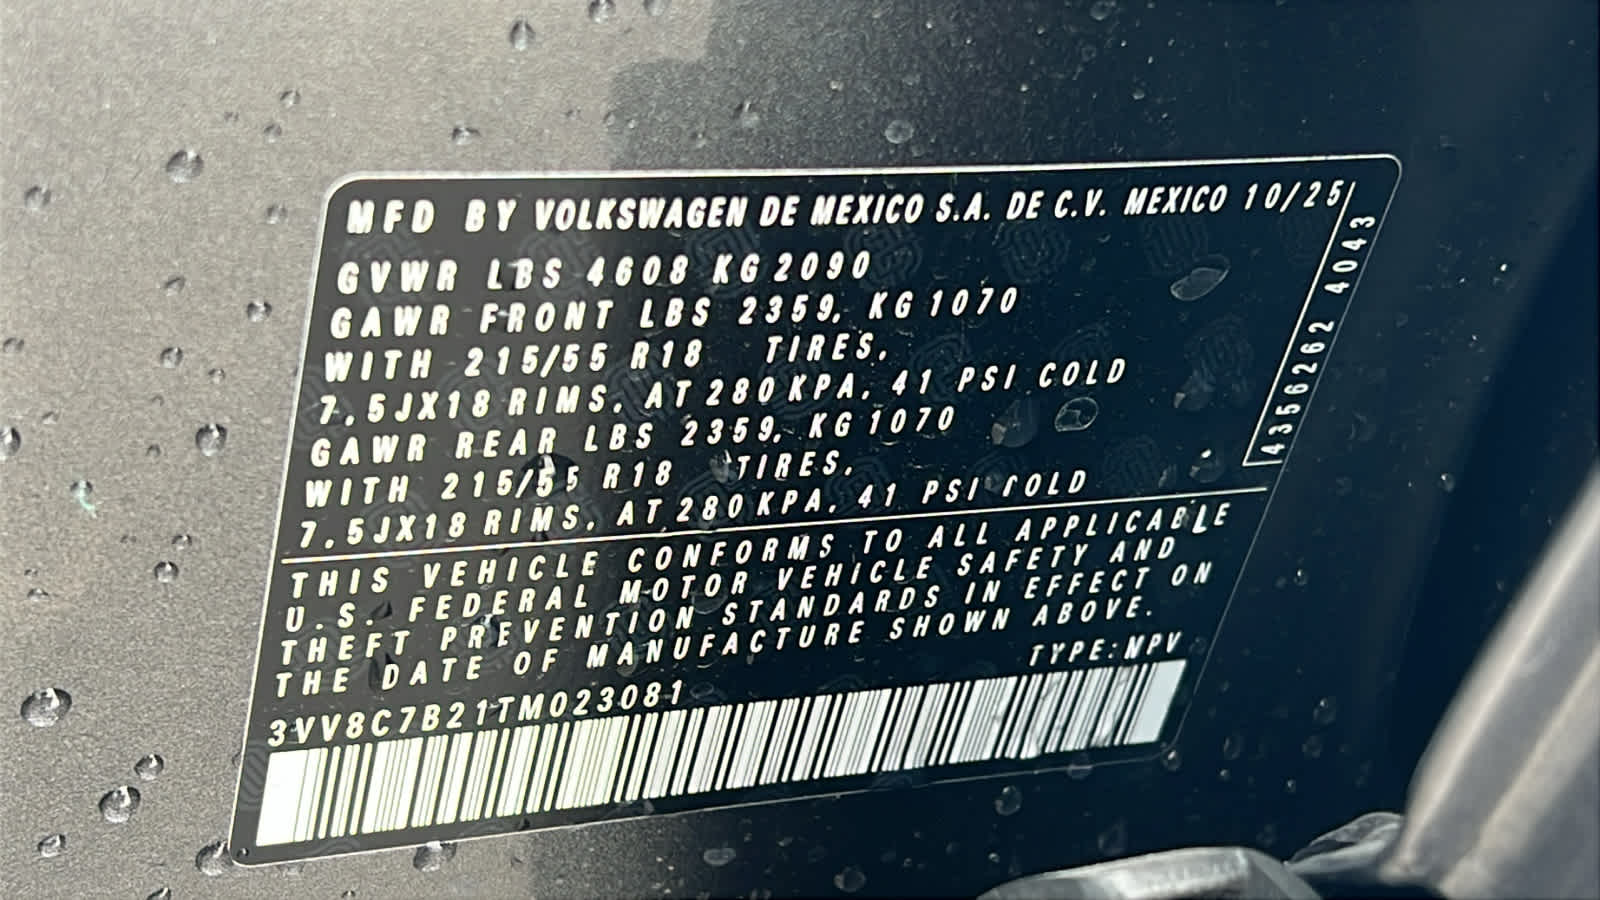 MFD BY VOLKSWAGEN DE MEXICO S.A. DE C.V. MEXICO 10/25
GVWR LBS 4608 KG 2090
GAWR FRONT LBS 2359, KG 1070
WITH 215/55 R18 TIRES,
7,5JX18 RIMS, AT 280 KPA, 41 PSI COLD
GAWR REAR LBS 2359, KG 1070
WITH 215/55 R18 TIRES,
7,5JX18 RIMS, AT 280 KPA, 41 PSI COLD
4356262 4043
THIS VEHICLE CONFORMS TO ALL APPLICABLE
U.S. FEDERAL MOTOR VEHICLE SAFETY AND
THEFT PREVENTION STANDARDS IN EFFECT ON
THE DATE OF MANUFACTURE SHOWN ABOVE.
TYPE: MPV
3VV8C7B21TM023081